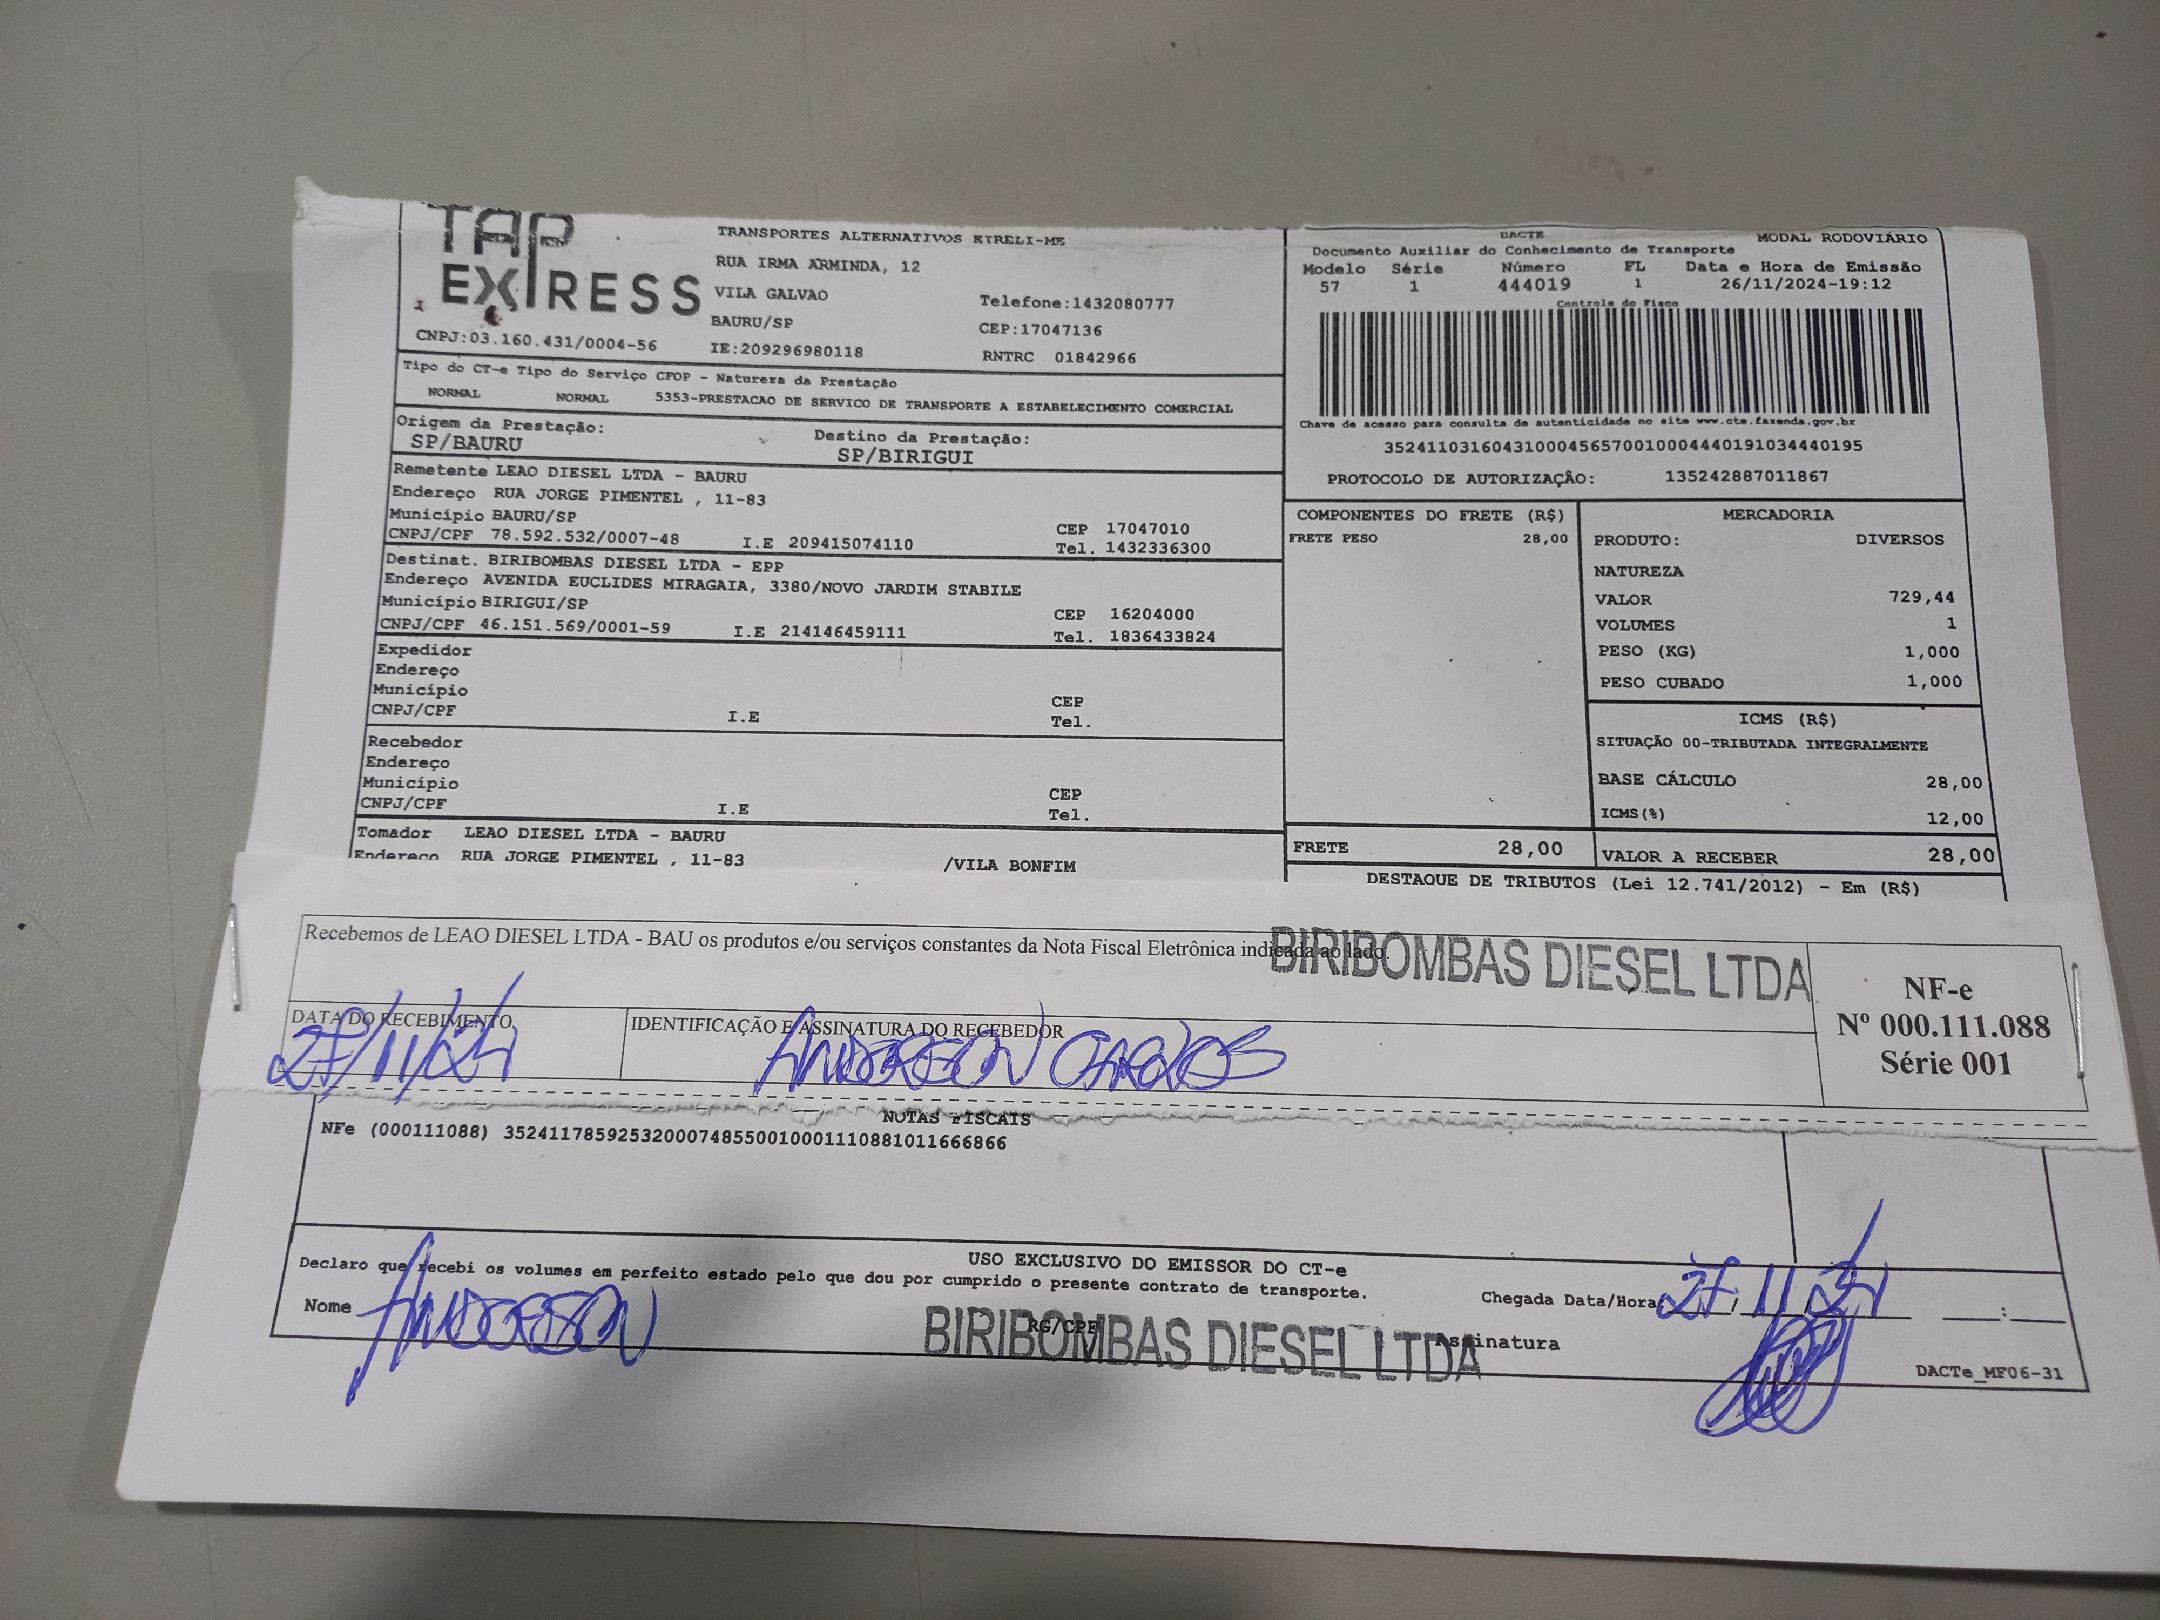 TAP
EXPRESS
CNPJ:03.160.431/0004-56
TRANSPORTES ALTERNATIVOS EIRELI-ME
RUA IRMA ARMINDA, 12
VILA GALVAO
BAURU/SP
IE:209296980118
Telefone:1432080777
CEP:17047136
RNTRC 01842966
DACTE
MODAL RODOVIÁRIO
Documento Auxiliar do Conhecimento de Transporte
Modelo Série Número FL Data e Hora de Emissão
57 1 444019 1 26/11/2024-19:12
Controle do Fisco
Chave de acesso para consulta de autenticidade no site www.cte.fazenda.gov.br
35241103160431000456570010004440191034440195
PROTOCOLO DE AUTORIZAÇÃO: 135242887011867
Tipo do CT-e Tipo do Serviço CFOP - Natureza da Prestação
NORMAL NORMAL 5353-PRESTACAO DE SERVICO DE TRANSPORTE A ESTABELECIMENTO COMERCIAL
Origem da Prestação: Destino da Prestação:
SP/BAURU SP/BIRIGUI
Remetente LEAO DIESEL LTDA - BAURU
Endereço RUA JORGE PIMENTEL , 11-83
Município BAURU/SP CEP 17047010
CNPJ/CPF 78.592.532/0007-48 I.E 209415074110 Tel. 1432336300
Destinat. BIRIBOMBAS DIESEL LTDA - EPP
Endereço AVENIDA EUCLIDES MIRAGAIA, 3380/NOVO JARDIM STABILE
Município BIRIGUI/SP CEP 16204000
CNPJ/CPF 46.151.569/0001-59 I.E 214146459111 Tel. 1836433824
Expedidor
Endereço
Município CEP
CNPJ/CPF I.E Tel.
Recebedor
Endereço
Município CEP
CNPJ/CPF I.E Tel.
Tomador LEAO DIESEL LTDA - BAURU
Endereço RUA JORGE PIMENTEL , 11-83 /VILA BONFIM
COMPONENTES DO FRETE (R$)
FRETE PESO 28,00
FRETE 28,00
MERCADORIA
PRODUTO: DIVERSOS
NATUREZA
VALOR 729,44
VOLUMES 1
PESO (KG) 1,000
PESO CUBADO 1,000
ICMS (R$)
SITUAÇÃO 00-TRIBUTADA INTEGRALMENTE
BASE CÁLCULO 28,00
ICMS(%) 12,00
VALOR A RECEBER 28,00
DESTAQUE DE TRIBUTOS (Lei 12.741/2012) - Em (R$)
Recebemos de LEAO DIESEL LTDA - BAU os produtos e/ou serviços constantes da Nota Fiscal Eletrônica indicada ao lado.
BIRIBOMBAS DIESEL LTDA
DATA DO RECEBIMENTO
27/11/24
IDENTIFICAÇÃO E ASSINATURA DO RECEBEDOR
ANDERSON CARLOS
NF-e
Nº 000.111.088
Série 001
NOTAS FISCAIS
NFe (000111088) 35241178592532000748550010001110881011666866
USO EXCLUSIVO DO EMISSOR DO CT-e
Declaro que recebi os volumes em perfeito estado pelo que dou por cumprido o presente contrato de transporte.
Nome ANDERSON
RG/CPF
BIRIBOMBAS DIESEL LTDA
Chegada Data/Hora: 27/11/24 :
Assinatura
DACTe_MF06-31